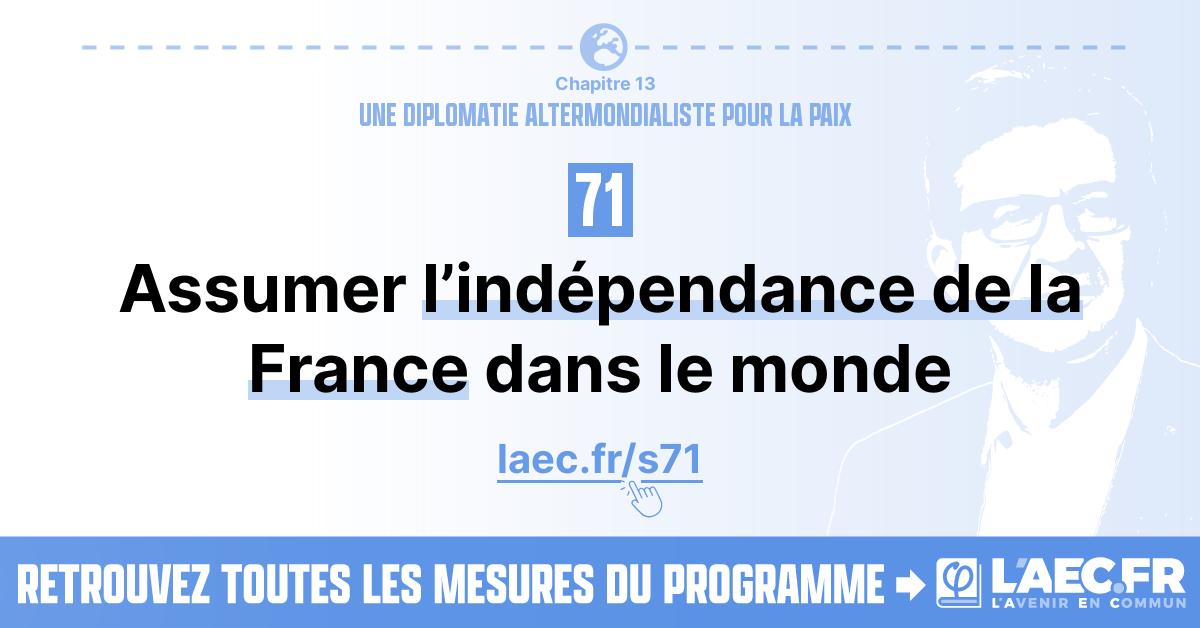 Chapitre 13
UNE DIPLOMATIE ALTERMONDIALISTE POUR LA PAIX
71
Assumer l’indépendance de la
France dans le monde
laec.fr/s71
RETROUVEZ TOUTES LES MESURES DU PROGRAMME
L'AEC.FR
L'AVENIR EN COMMUN